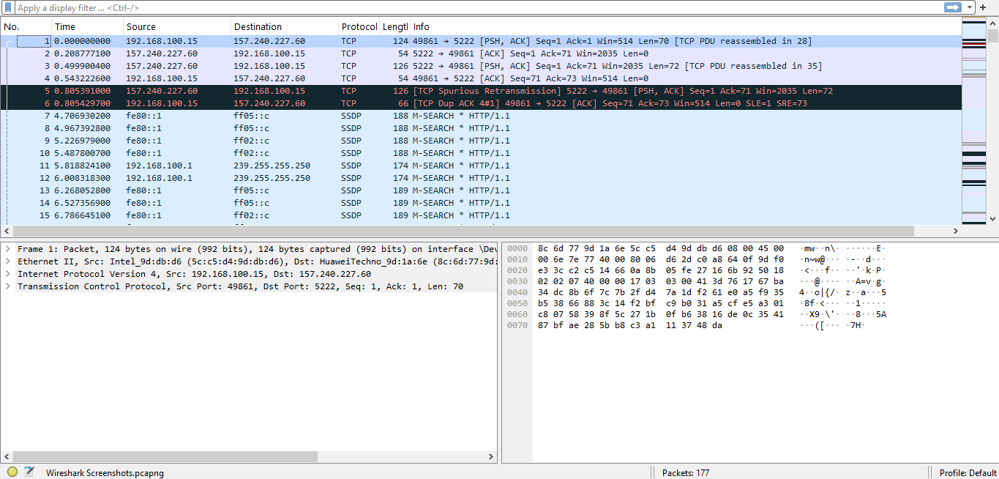 Apply a display filter ... <Ctrl-/>
No. Time Source Destination Protocol Lengtl Info
1 0.000000000 192.168.100.15 157.240.227.60 TCP 124 49861 → 5222 [PSH, ACK] Seq=1 Ack=1 Win=514 Len=70 [TCP PDU reassembled in 28]
2 0.208777100 157.240.227.60 192.168.100.15 TCP 54 5222 → 49861 [ACK] Seq=1 Ack=71 Win=2035 Len=0
3 0.499900400 157.240.227.60 192.168.100.15 TCP 126 5222 → 49861 [PSH, ACK] Seq=1 Ack=71 Win=2035 Len=72 [TCP PDU reassembled in 35]
4 0.543222600 192.168.100.15 157.240.227.60 TCP 54 49861 → 5222 [ACK] Seq=71 Ack=73 Win=514 Len=0
5 0.805391000 157.240.227.60 192.168.100.15 TCP 126 [TCP Spurious Retransmission] 5222 → 49861 [PSH, ACK] Seq=1 Ack=71 Win=2035 Len=72
6 0.805429700 192.168.100.15 157.240.227.60 TCP 66 [TCP Dup ACK 4#1] 49861 → 5222 [ACK] Seq=71 Ack=73 Win=514 Len=0 SLE=1 SRE=73
7 4.706930200 fe80::1 ff05::c SSDP 188 M-SEARCH * HTTP/1.1
8 4.967392800 fe80::1 ff05::c SSDP 188 M-SEARCH * HTTP/1.1
9 5.226979000 fe80::1 ff02::c SSDP 188 M-SEARCH * HTTP/1.1
10 5.487800700 fe80::1 ff02::c SSDP 188 M-SEARCH * HTTP/1.1
11 5.818824100 192.168.100.1 239.255.255.250 SSDP 174 M-SEARCH * HTTP/1.1
12 6.008318300 192.168.100.1 239.255.255.250 SSDP 174 M-SEARCH * HTTP/1.1
13 6.268052800 fe80::1 ff05::c SSDP 189 M-SEARCH * HTTP/1.1
14 6.527356900 fe80::1 ff05::c SSDP 189 M-SEARCH * HTTP/1.1
15 6.786645100 fe80::1 ff02::c SSDP 189 M-SEARCH * HTTP/1.1
Frame 1: Packet, 124 bytes on wire (992 bits), 124 bytes captured (992 bits) on interface \Dev
Ethernet II, Src: Intel_9d:db:d6 (5c:c5:d4:9d:db:d6), Dst: HuaweiTechno_9d:1a:6e (8c:6d:77:9d:
Internet Protocol Version 4, Src: 192.168.100.15, Dst: 157.240.227.60
Transmission Control Protocol, Src Port: 49861, Dst Port: 5222, Seq: 1, Ack: 1, Len: 70
0000 8c 6d 77 9d 1a 6e 5c c5 d4 9d db d6 08 00 45 00 ·mw··n\· ······E·
0010 00 6e 7e 77 40 00 80 06 d6 2d c0 a8 64 0f 9d f0 ·n~w@··· ·-··d···
0020 e3 3c c2 c5 14 66 0a 8b 05 fe 27 16 6b 92 50 18 ·<···f·· ··'·k·P·
0030 02 02 07 40 00 00 17 03 03 00 41 3d 76 17 67 ba ···@···· ··A=v·g·
0040 34 dc 8b 6f 7c 7b 2f d4 7a 1d f2 61 e0 a5 f9 35 4··o|{/· z··a···5
0050 b5 38 66 88 3c 14 f2 bf c9 b0 31 a5 cf e5 a3 01 ·8f·<··· ··1·····
0060 c8 07 58 39 8f 5c 27 1b 0f b6 38 16 de 0c 35 41 ··X9·\'· ··8···5A
0070 87 bf ae 28 5b b8 c3 a1 11 37 48 da ···([··· ·7H·
Wireshark Screenshots.pcapng Packets: 177 Profile: Default